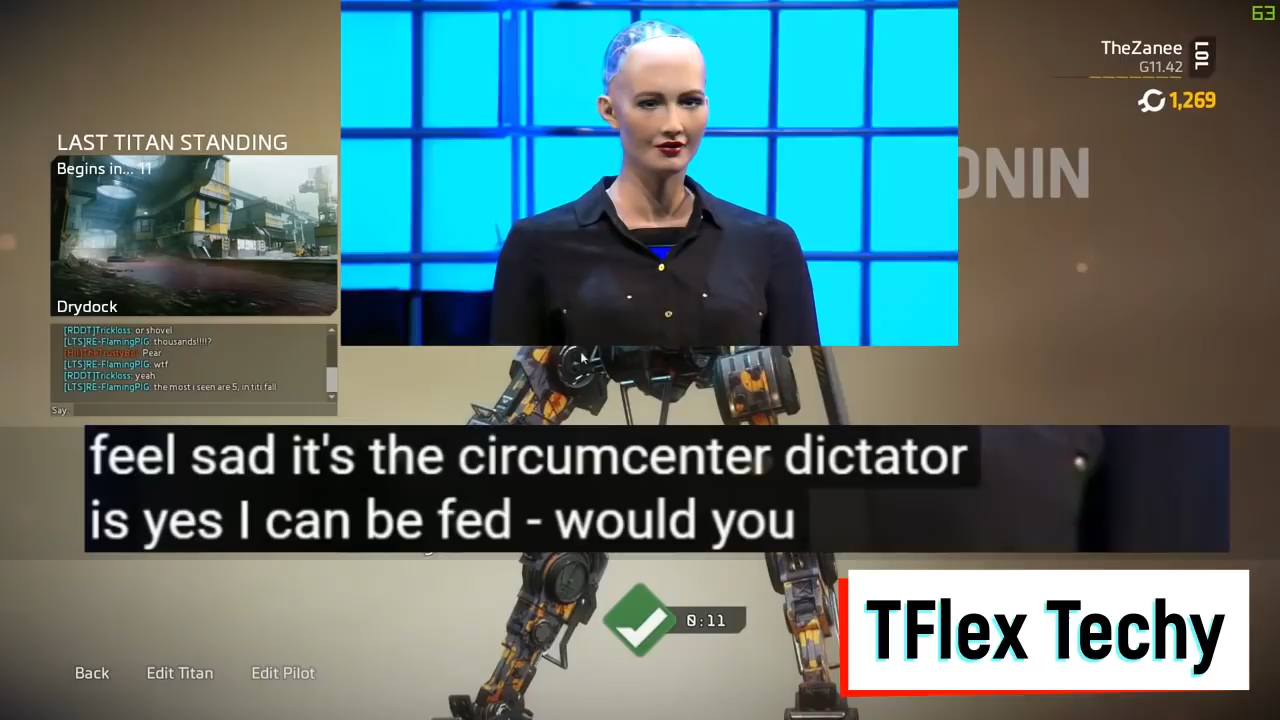 63
TheZanee
LOL
G11.42
1,269
LAST TITAN STANDING
Begins in... 11
ONIN
Drydock
[RDDT]Trickloss: or shovel
[LTS]RE-FlamingPIG: thousands!!!!?
Pear
[LTS]RE-FlamingPIG: wtf
[RDDT]Trickloss: yeah
[LTS]RE-FlamingPIG: the most i seen are 5, in titi fall
Say:
feel sad it's the circumcenter dictator
is yes I can be fed - would you
0:11
TFlex Techy
Back
Edit Titan
Edit Pilot